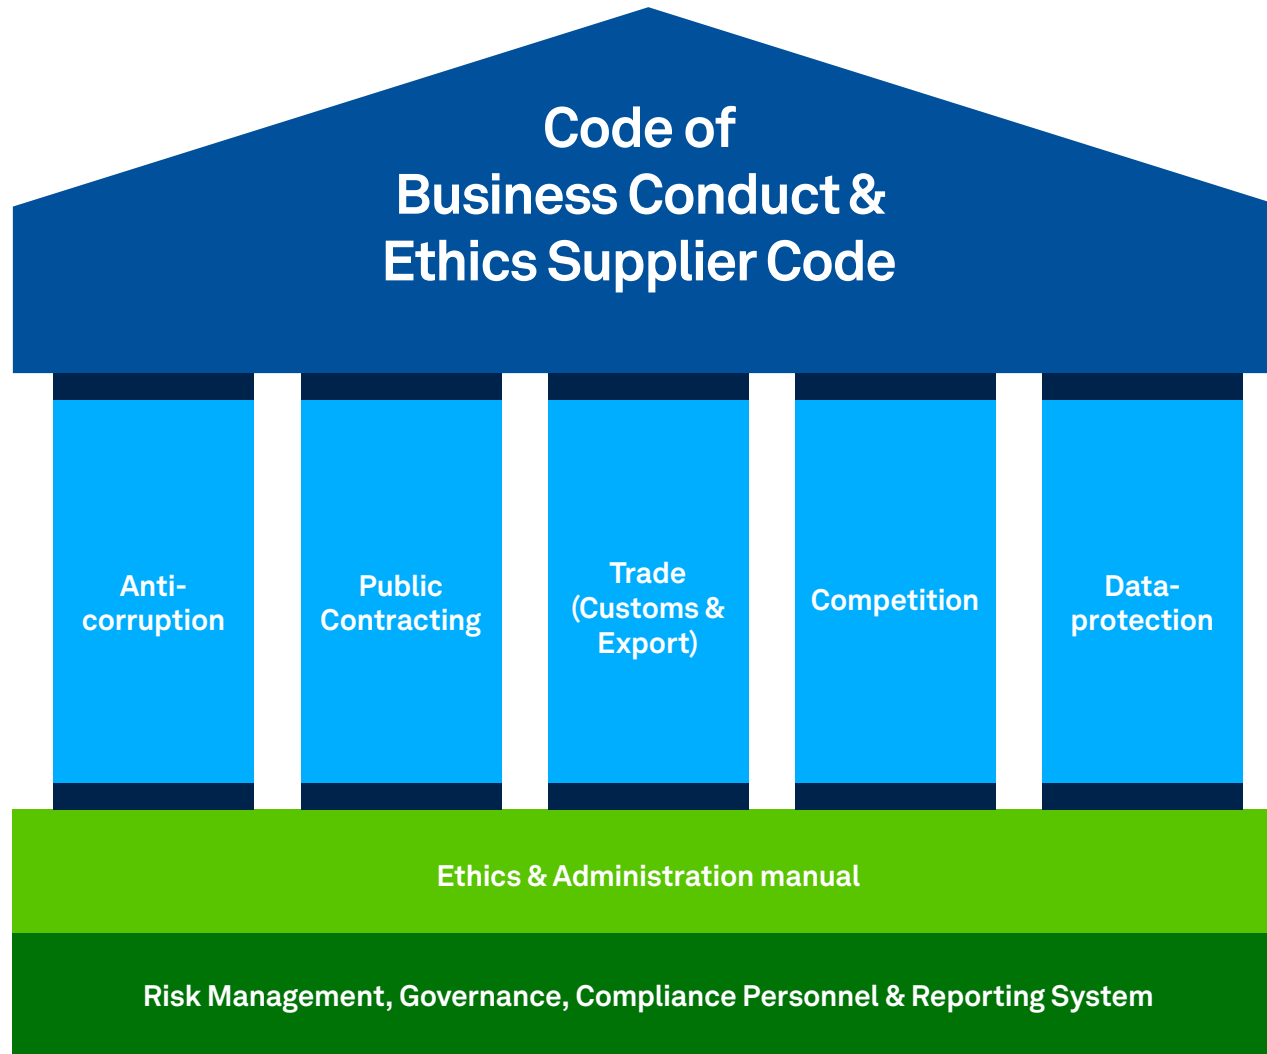 Code of
Business Conduct &
Ethics Supplier Code
Anti-
corruption
Public
Contracting
Trade
(Customs &
Export)
Competition
Data-
protection
Ethics & Administration manual
Risk Management, Governance, Compliance Personnel & Reporting System